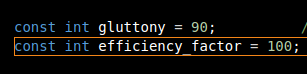 const int gluttony = 90; /
const int efficiency_factor = 100;